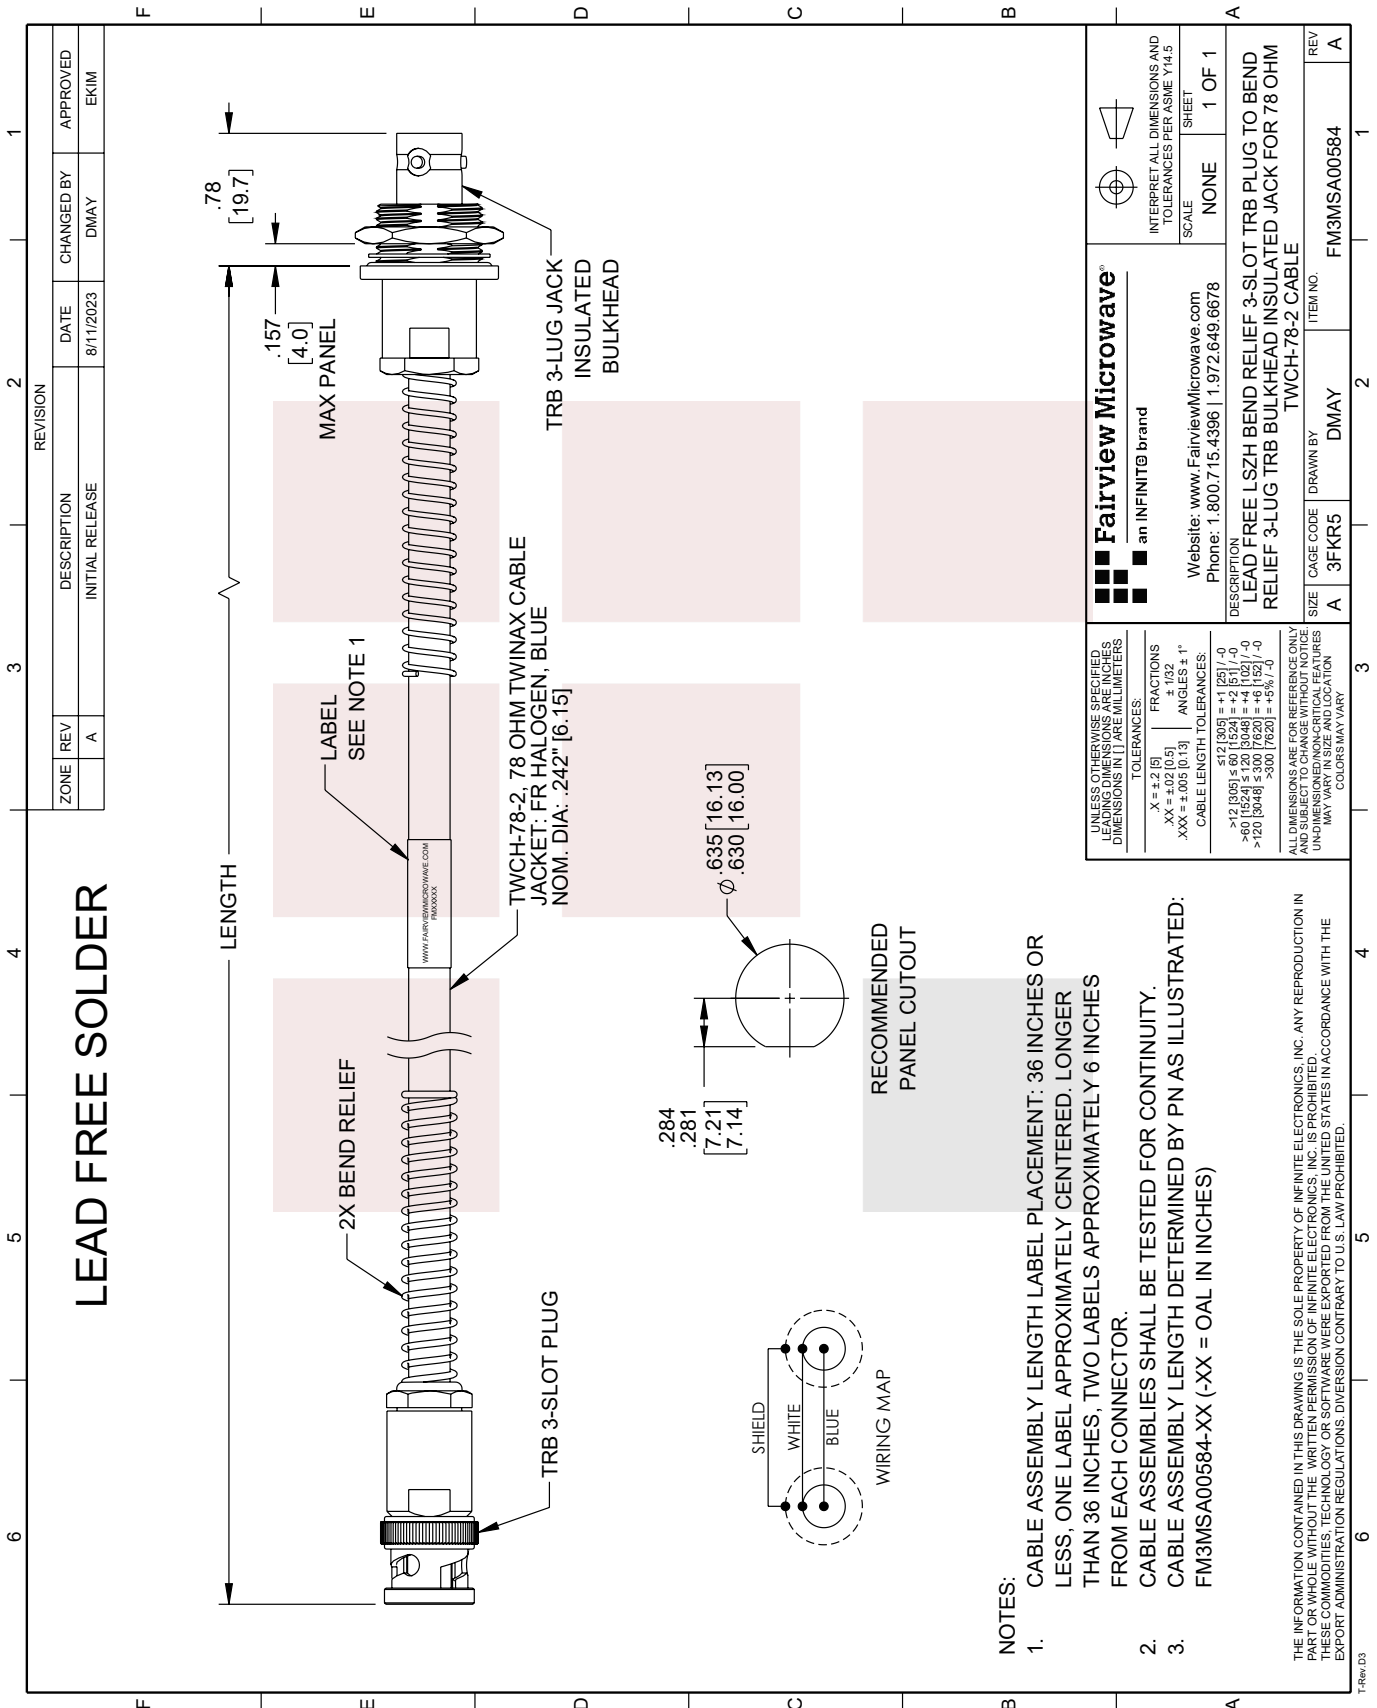 LEAD FREE SOLDER
REVISION
ZONE REV DESCRIPTION DATE CHANGED BY APPROVED
A INITIAL RELEASE 8/11/2023 DMAY EKIM
6 5 4 3 2 1
F
E
D
C
B
A
LENGTH
.78
[19.7]
.157
[4.0]
MAX PANEL
2X BEND RELIEF
LABEL
SEE NOTE 1
WWW.FAIRVIEWMICROWAVE.COM
FMXXXXX
TRB 3-SLOT PLUG
TWCH-78-2, 78 OHM TWINAX CABLE
JACKET: FR HALOGEN, BLUE
NOM. DIA: .242" [6.15]
TRB 3-LUG JACK
INSULATED
BULKHEAD
SHIELD
WHITE
BLUE
WIRING MAP
.284
.281
[7.21]
[7.14]
Ø .635 [16.13]
.630 [16.00]
RECOMMENDED
PANEL CUTOUT
NOTES:
1. CABLE ASSEMBLY LENGTH LABEL PLACEMENT: 36 INCHES OR
LESS, ONE LABEL APPROXIMATELY CENTERED. LONGER
THAN 36 INCHES, TWO LABELS APPROXIMATELY 6 INCHES
FROM EACH CONNECTOR.
2. CABLE ASSEMBLIES SHALL BE TESTED FOR CONTINUITY.
3. CABLE ASSEMBLY LENGTH DETERMINED BY PN AS ILLUSTRATED:
FM3MSA00584-XX (-XX = OAL IN INCHES)
UNLESS OTHERWISE SPECIFIED
LEADING DIMENSIONS ARE INCHES
DIMENSIONS IN [ ] ARE MILLIMETERS
TOLERANCES:
.X = ±.2 [5] FRACTIONS
.XX = ±.02 [0.5] ± 1/32
.XXX = ±.005 [0.13] ANGLES ± 1°
CABLE LENGTH TOLERANCES:
≤12 [305] = +1 [25] / -0
>12 [305] ≤ 60 [1524] = +2 [51] / -0
>60 [1524] ≤ 120 [3048] = +4 [102] / -0
>120 [3048] ≤ 300 [7620] = +6 [152] / -0
>300 [7620] = +5% / -0
ALL DIMENSIONS ARE FOR REFERENCE ONLY
AND SUBJECT TO CHANGE WITHOUT NOTICE.
UN-DIMENSIONED/NON-CRITICAL FEATURES
MAY VARY IN SIZE AND LOCATION
COLORS MAY VARY
Fairview Microwave®
an INFINIT℮ brand
Website: www.FairviewMicrowave.com
Phone: 1.800.715.4396 | 1.972.649.6678
INTERPRET ALL DIMENSIONS AND
TOLERANCES PER ASME Y14.5
SCALE NONE
SHEET 1 OF 1
DESCRIPTION
LEAD FREE LSZH BEND RELIEF 3-SLOT TRB PLUG TO BEND
RELIEF 3-LUG TRB BULKHEAD INSULATED JACK FOR 78 OHM
TWCH-78-2 CABLE
SIZE CAGE CODE DRAWN BY ITEM NO. REV
A 3FKR5 DMAY FM3MSA00584 A
THE INFORMATION CONTAINED IN THIS DRAWING IS THE SOLE PROPERTY OF INFINITE ELECTRONICS, INC. ANY REPRODUCTION IN
PART OR WHOLE WITHOUT THE WRITTEN PERMISSION OF INFINITE ELECTRONICS, INC. IS PROHIBITED.
THESE COMMODITIES, TECHNOLOGY OR SOFTWARE WERE EXPORTED FROM THE UNITED STATES IN ACCORDANCE WITH THE
EXPORT ADMINISTRATION REGULATIONS. DIVERSION CONTRARY TO U.S. LAW PROHIBITED.
6 5 4 3 2 1
F
E
D
C
B
A
T-Rev.D3